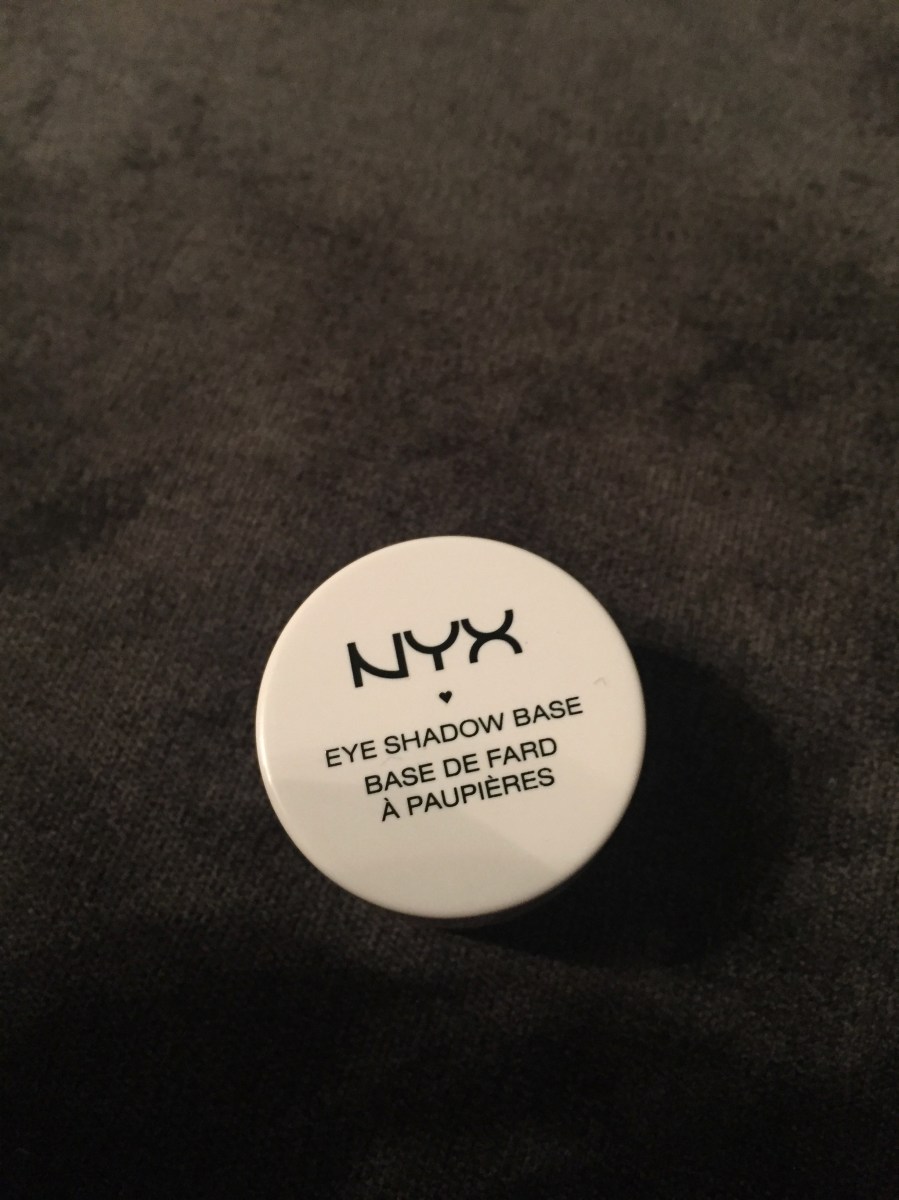 NYX
EYE SHADOW BASE
BASE DE FARD
À PAUPIÈRES